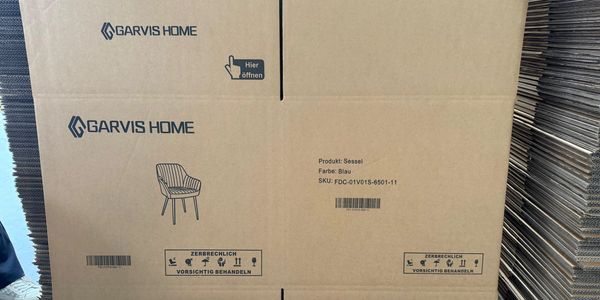 GARVIS HOME
Hier
öffnen
GARVIS HOME
Produkt: Sessel
Farbe: Blau
SKU: FDC-01V01S-6501-11
ZERBRECHLICH
VORSICHTIG BEHANDELN
ZERBRECHLICH
VORSICHTIG BEHANDELN